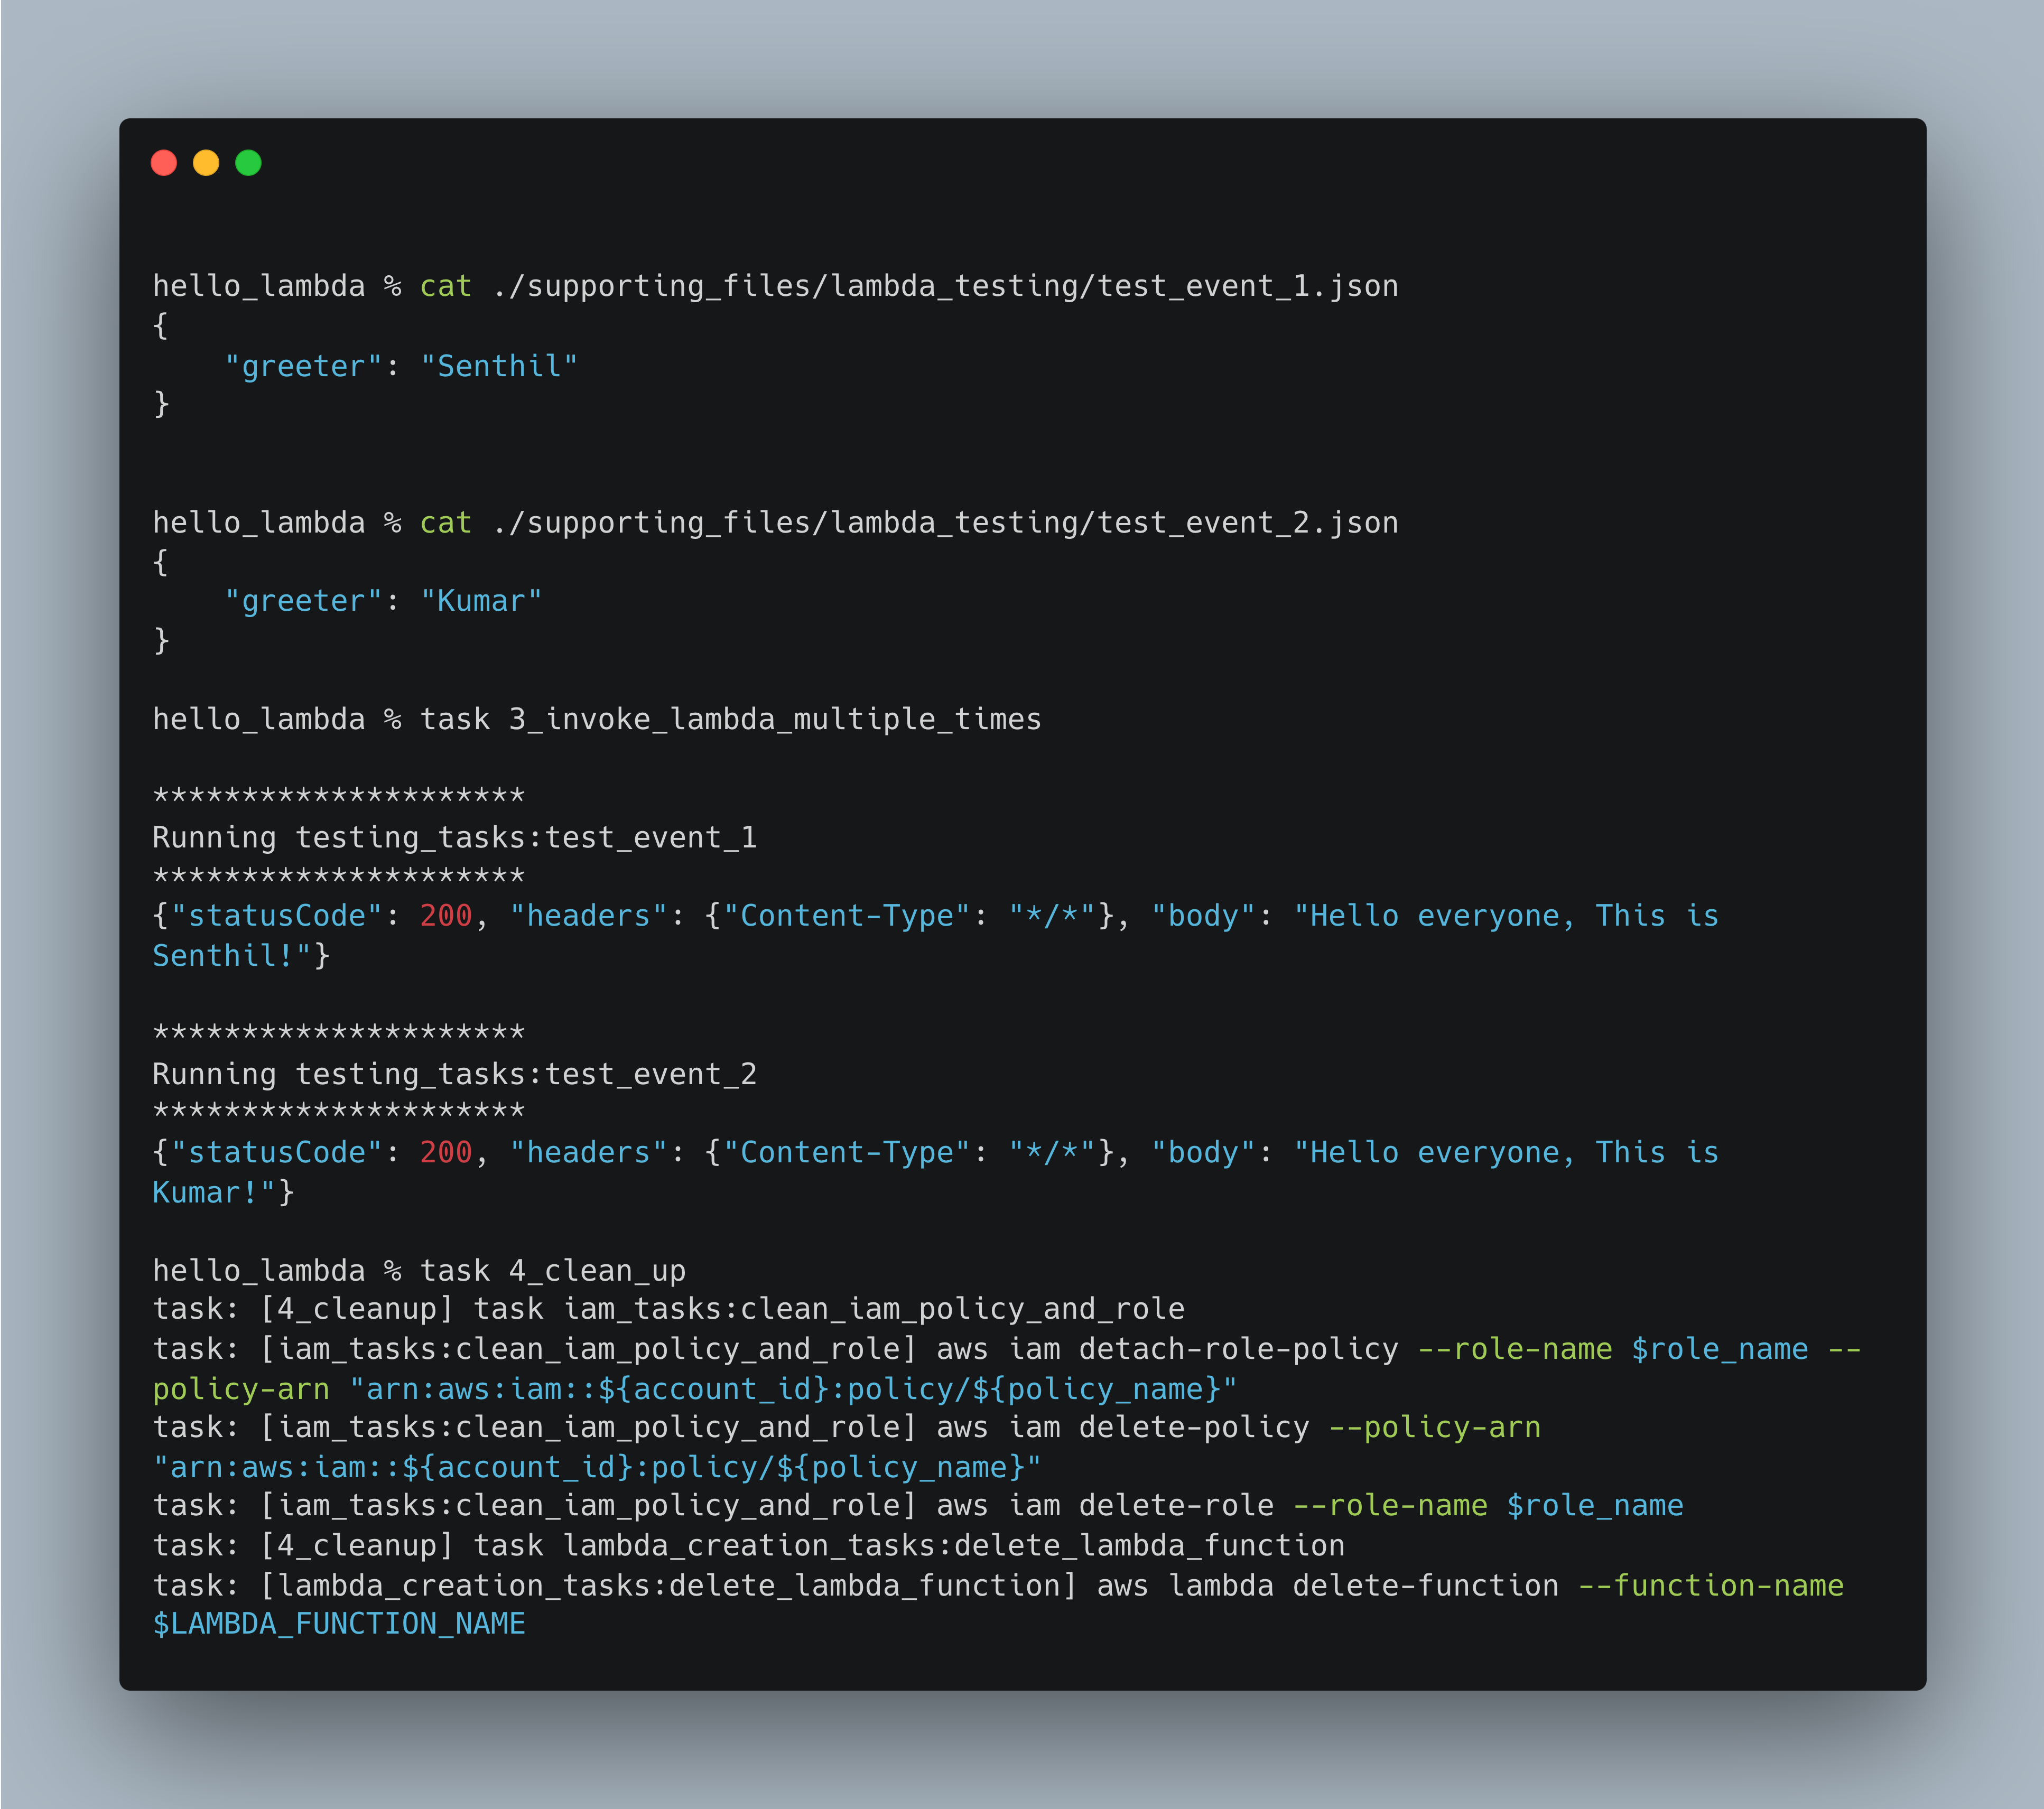 hello_lambda % cat ./supporting_files/lambda_testing/test_event_1.json
{
    "greeter": "Senthil"
}
hello_lambda % cat ./supporting_files/lambda_testing/test_event_2.json
{
    "greeter": "Kumar"
}
hello_lambda % task 3_invoke_lambda_multiple_times
*********************
Running testing_tasks:test_event_1
*********************
{"statusCode": 200, "headers": {"Content-Type": "*/*"}, "body": "Hello everyone, This is
Senthil!"}
*********************
Running testing_tasks:test_event_2
*********************
{"statusCode": 200, "headers": {"Content-Type": "*/*"}, "body": "Hello everyone, This is
Kumar!"}
hello_lambda % task 4_clean_up
task: [4_cleanup] task iam_tasks:clean_iam_policy_and_role
task: [iam_tasks:clean_iam_policy_and_role] aws iam detach-role-policy --role-name $role_name --
policy-arn "arn:aws:iam::${account_id}:policy/${policy_name}"
task: [iam_tasks:clean_iam_policy_and_role] aws iam delete-policy --policy-arn
"arn:aws:iam::${account_id}:policy/${policy_name}"
task: [iam_tasks:clean_iam_policy_and_role] aws iam delete-role --role-name $role_name
task: [4_cleanup] task lambda_creation_tasks:delete_lambda_function
task: [lambda_creation_tasks:delete_lambda_function] aws lambda delete-function --function-name
$LAMBDA_FUNCTION_NAME